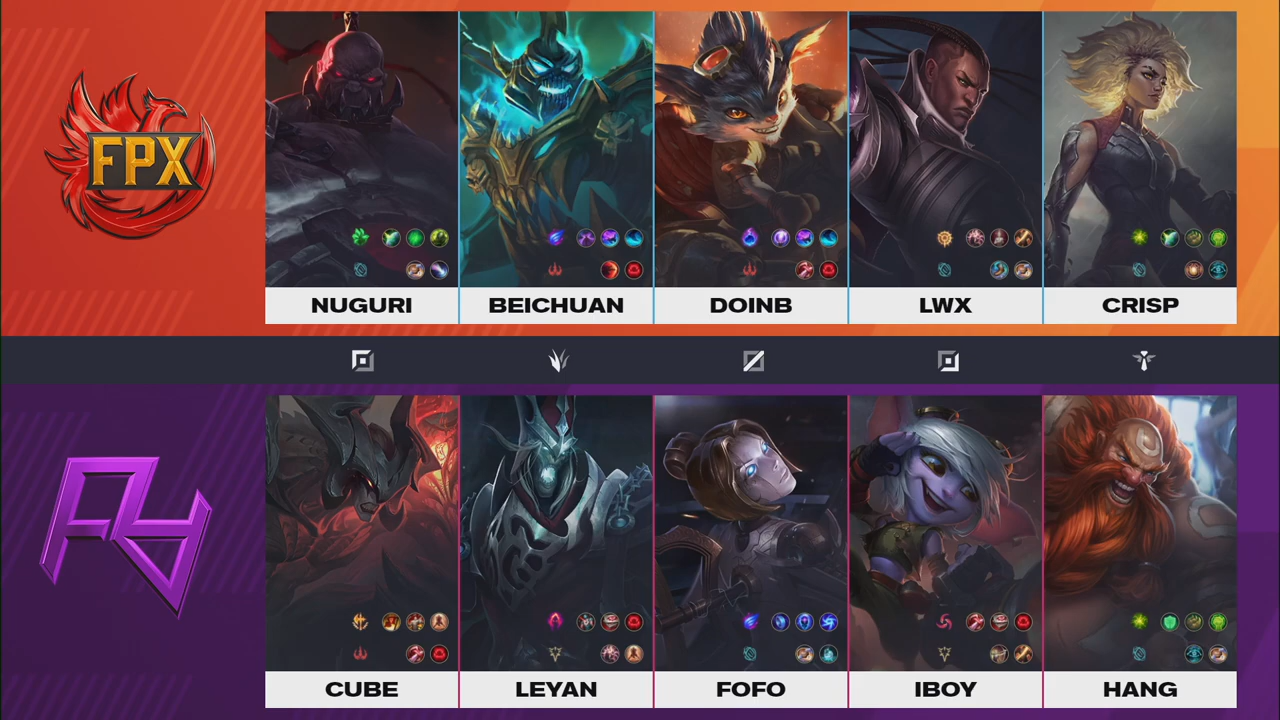 FPX
NUGURI
BEICHUAN
DOINB
LWX
CRISP
CUBE
LEYAN
FOFO
IBOY
HANG